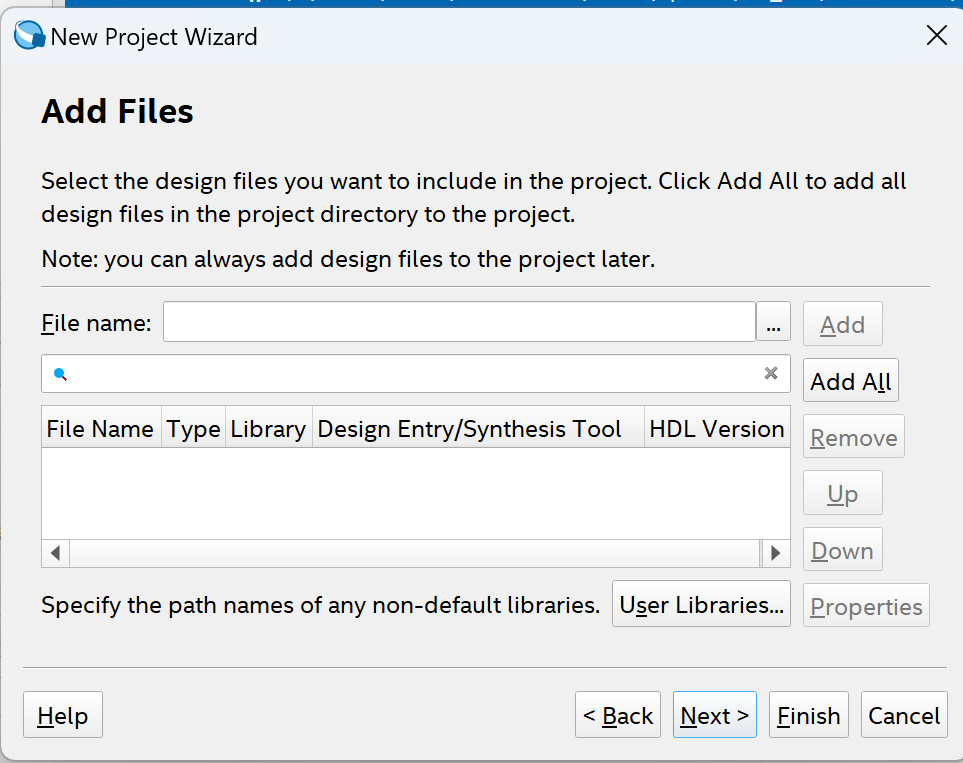 New Project Wizard
Add Files
Select the design files you want to include in the project. Click Add All to add all
design files in the project directory to the project.
Note: you can always add design files to the project later.
File name: ... Add
Add All
File Name Type Library Design Entry/Synthesis Tool HDL Version
Remove
Up
Down
Specify the path names of any non-default libraries. User Libraries... Properties
Help < Back Next > Finish Cancel